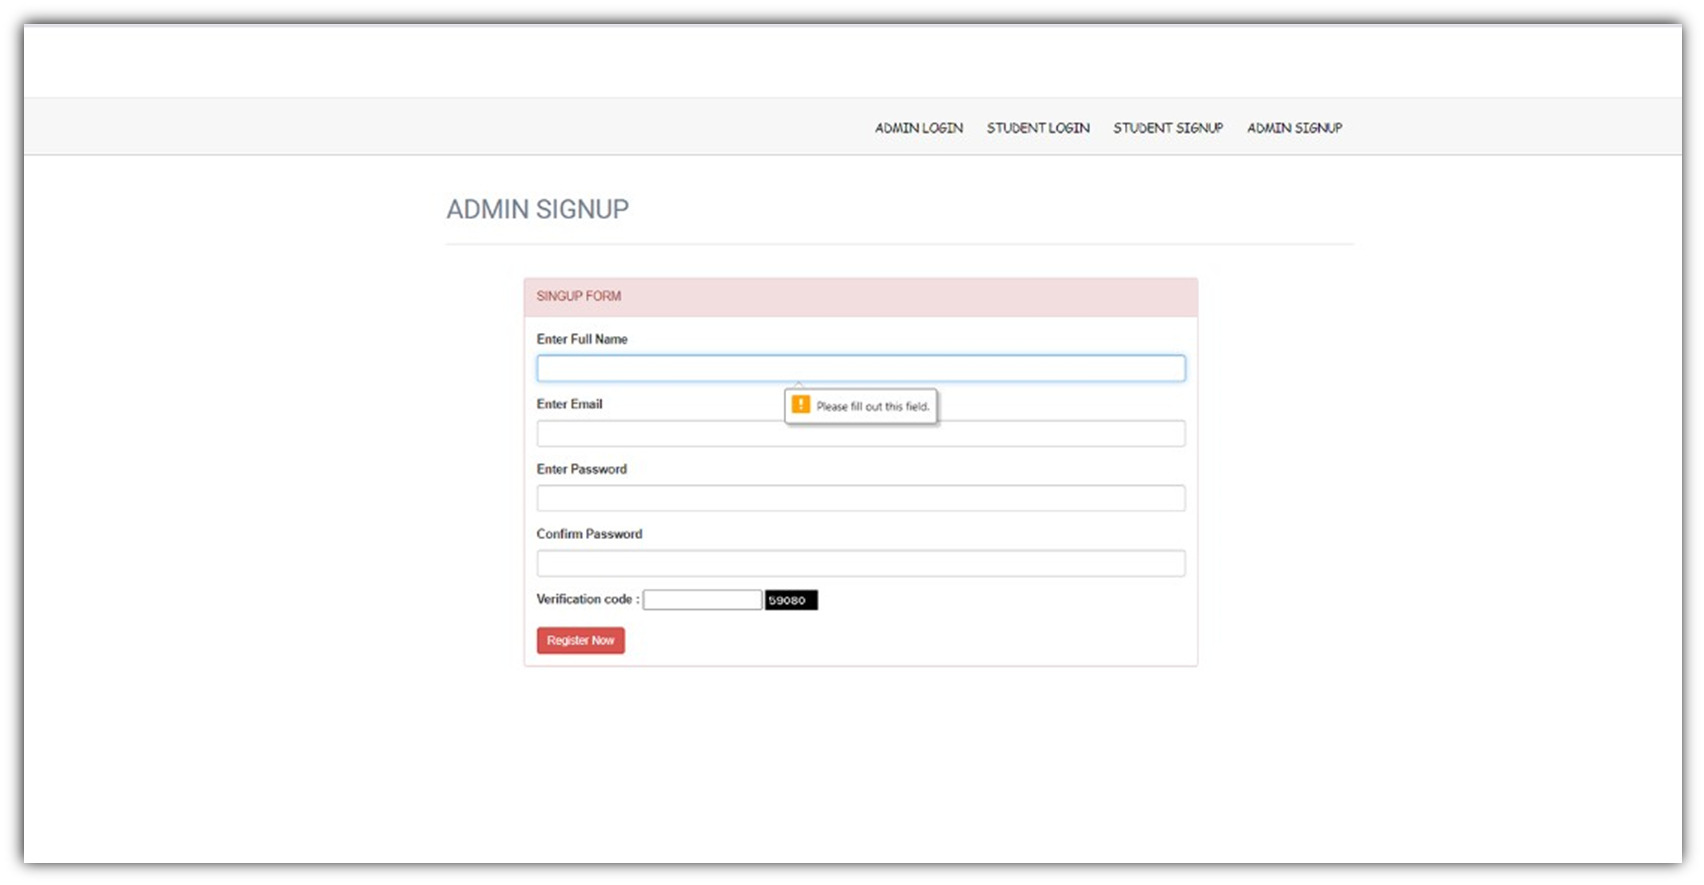 ADMIN LOGIN STUDENT LOGIN STUDENT SIGNUP ADMIN SIGNUP
ADMIN SIGNUP
SINGUP FORM
Enter Full Name
Please fill out this field.
Enter Email
Enter Password
Confirm Password
Verification code : 59080
Register Now